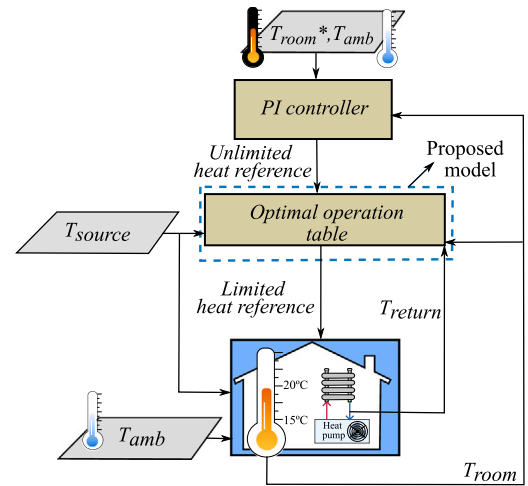 T_room*, T_amb
PI controller
Unlimited
heat reference
Proposed
model
Optimal operation
table
T_source
Limited
heat reference
T_return
20ºC
15ºC
Heat
pump
T_amb
T_room